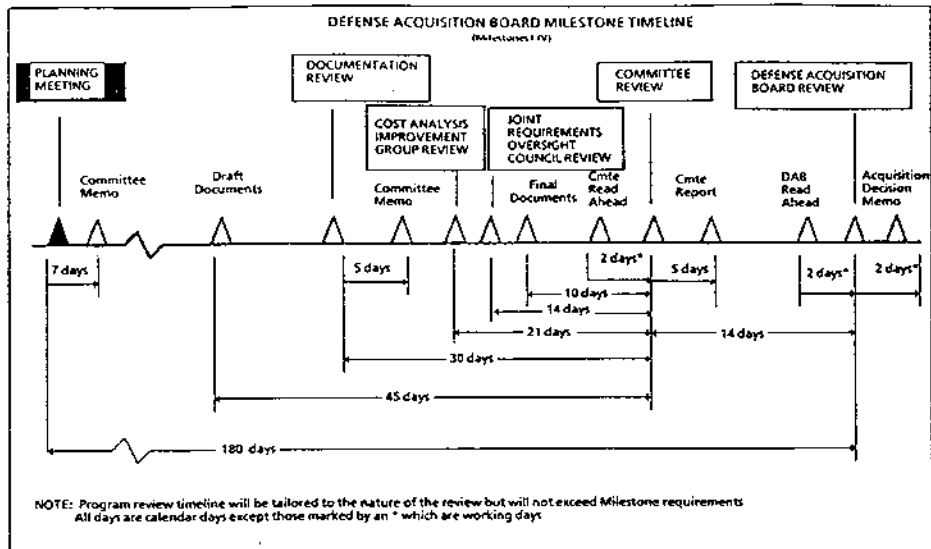 DEFENSE ACQUISITION BOARD MILESTONE TIMELINE
(Milestones I-IV)
PLANNING
MEETING
DOCUMENTATION
REVIEW
COMMITTEE
REVIEW
DEFENSE ACQUISITION
BOARD REVIEW
COST ANALYSIS
IMPROVEMENT
GROUP REVIEW
JOINT
REQUIREMENTS
OVERSIGHT
COUNCIL REVIEW
Committee
Memo
Draft
Documents
Committee
Memo
Final
Documents
Cmte
Read
Ahead
Cmte
Report
DAB
Read
Ahead
Acquisition
Decision
Memo
7 days
5 days
2 days*
5 days
2 days*
2 days*
10 days
14 days
21 days
14 days
30 days
45 days
180 days
NOTE: Program review timeline will be tailored to the nature of the review but will not exceed Milestone requirements
All days are calendar days except those marked by an * which are working days